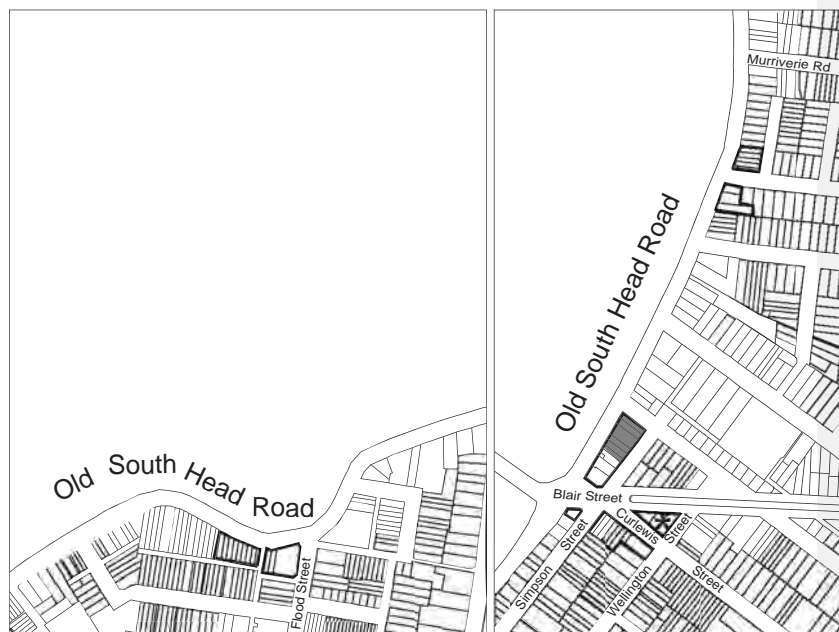 Old South Head Road
Flood Street
Murriverie Rd
Old South Head Road
Blair Street
Curlewis Street
Simpson Street
Wellington Street